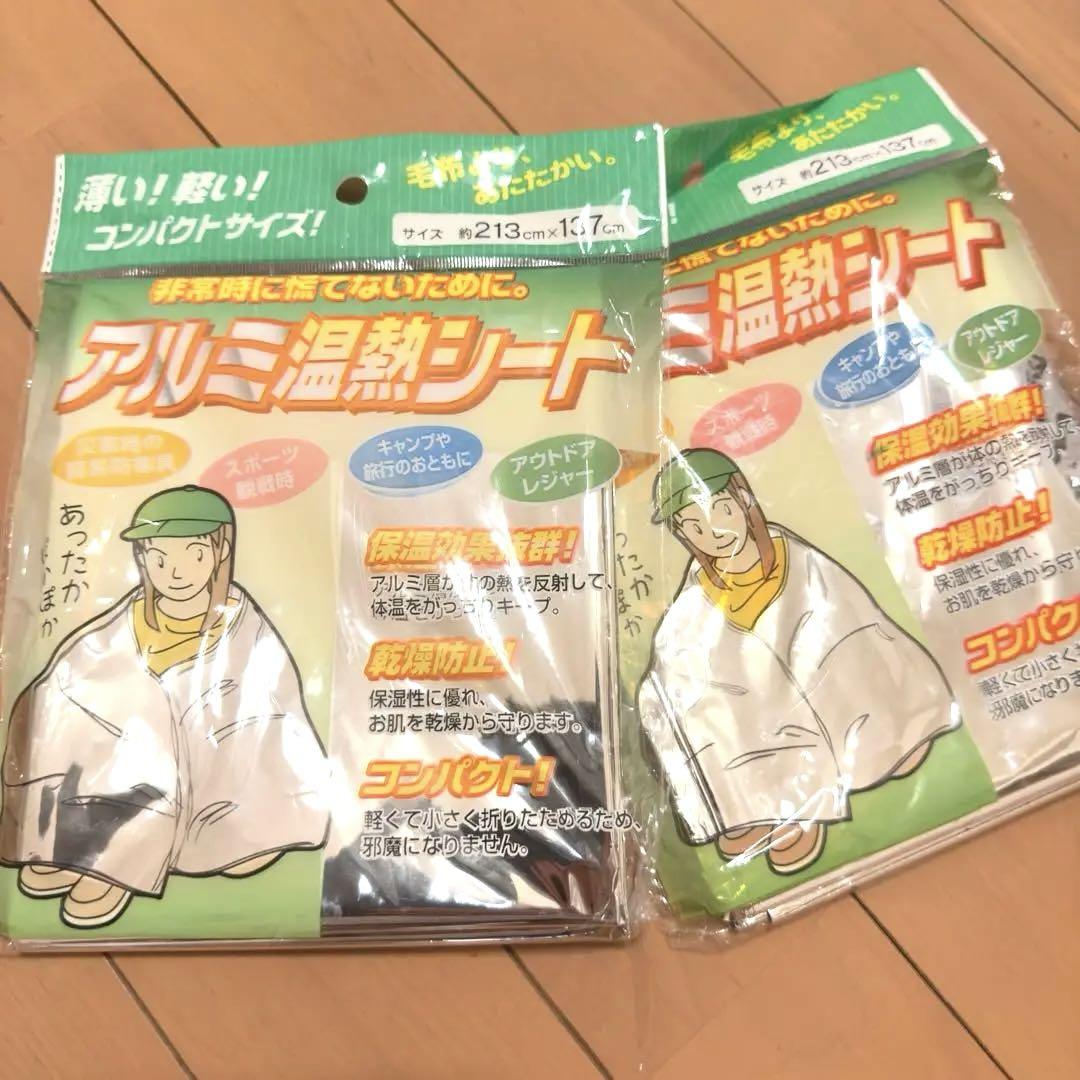 薄い!軽い!
コンパクトサイズ!
毛布より、
あたたかい。
サイズ 約213cm×137cm
非常時に慌てないために。
アルミ温熱シート
災害時の
簡易防寒具
スポーツ
観戦時
キャンプや
旅行のおともに
アウトドア
レジャー
あったか
ぽかぽか
保温効果抜群!
アルミ層が体の熱を反射して、
体温をがっちりキープ。
乾燥防止!
保湿性に優れ、
お肌を乾燥から守ります。
コンパクト!
軽くて小さく折りたためるため、
邪魔になりません。
毛布より、
あたたかい。
サイズ 約213cm×137cm
に慌てないために。
ミ温熱シート
スポーツ
観戦時
キャンプや
旅行のおともに
アウトドア
レジャー
ったか
ぽか
保温効果抜群!
アルミ層が体の熱を反射して、
体温をがっちりキープ。
乾燥防止!
保湿性に優れ、
お肌を乾燥から守り
コンパク
軽くて小さく
邪魔になりま